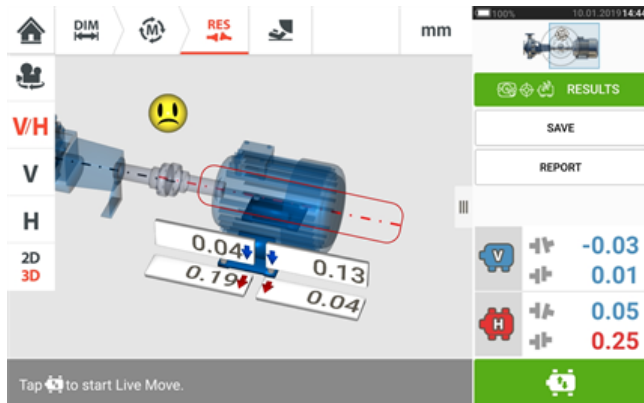 DIM
M
RES
mm
100%
10.01.2019 14:44
RESULTS
SAVE
REPORT
V/H
V
H
2D
3D
0.04
0.13
0.19
0.04
V
-0.03
0.01
H
0.05
0.25
Tap to start Live Move.